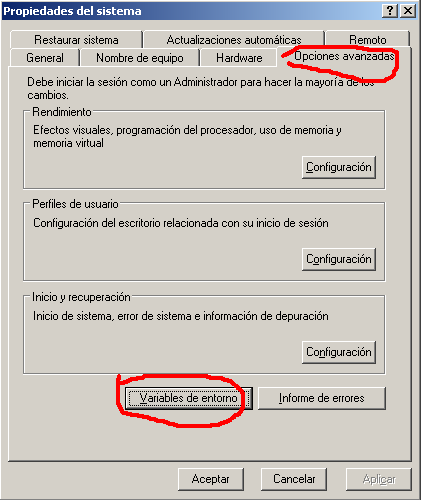 Propiedades del sistema
Restaurar sistema Actualizaciones automáticas Remoto
General Nombre de equipo Hardware Opciones avanzadas
Debe iniciar la sesión como un Administrador para hacer la mayoría de los
cambios.
Rendimiento
Efectos visuales, programación del procesador, uso de memoria y
memoria virtual
Configuración
Perfiles de usuario
Configuración del escritorio relacionada con su inicio de sesión
Configuración
Inicio y recuperación
Inicio de sistema, error de sistema e información de depuración
Configuración
Variables de entorno Informe de errores
Aceptar Cancelar Aplicar